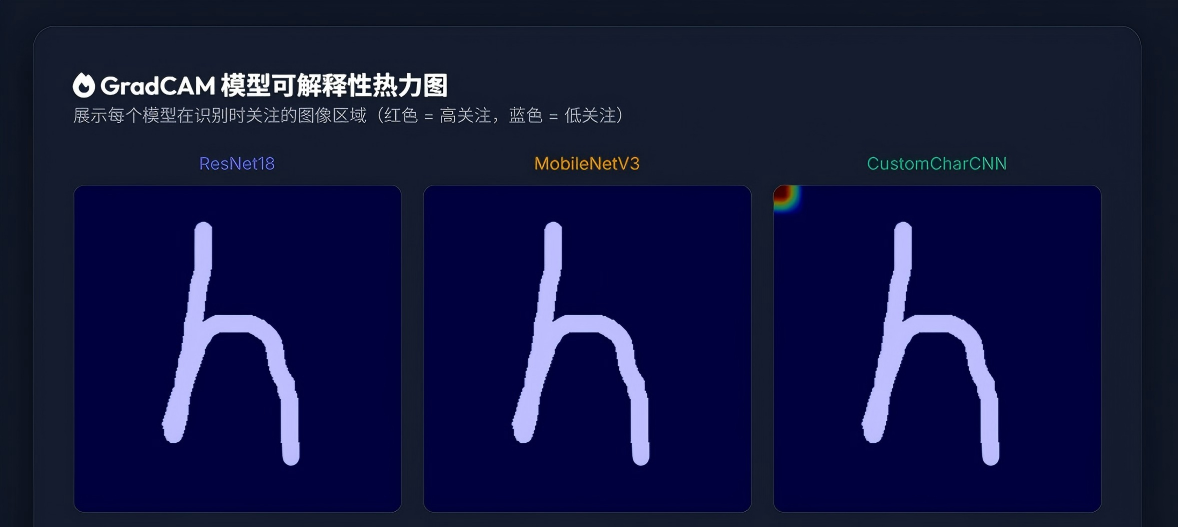 GradCAM 模型可解释性热力图
展示每个模型在识别时关注的图像区域（红色 = 高关注，蓝色 = 低关注）
ResNet18
MobileNetV3
CustomCharCNN
h
h
h